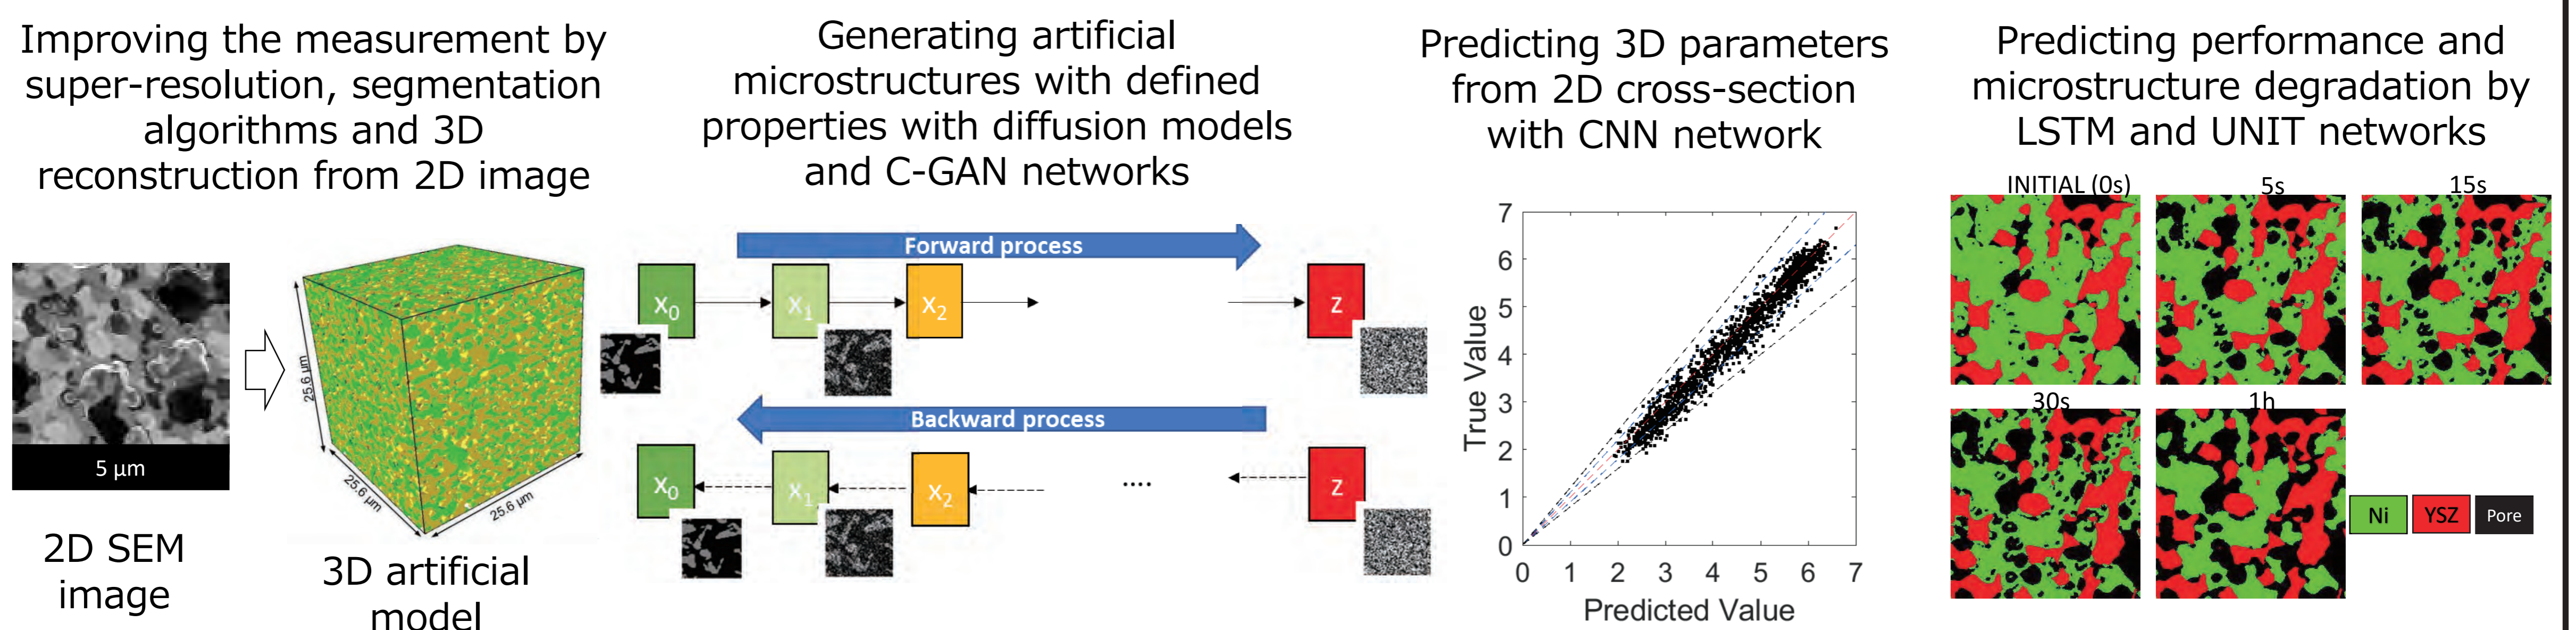 Improving the measurement by
super-resolution, segmentation
algorithms and 3D
reconstruction from 2D image
5 µm
25.6 µm
25.6 µm
25.6 µm
2D SEM
image
3D artificial
model
Generating artificial
microstructures with defined
properties with diffusion models
and C-GAN networks
Forward process
X0
X1
X2
Z
Backward process
X0
X1
X2
....
Z
Predicting 3D parameters
from 2D cross-section
with CNN network
7
6
5
4
3
2
1
0
True Value
0 1 2 3 4 5 6 7
Predicted Value
Predicting performance and
microstructure degradation by
LSTM and UNIT networks
INITIAL (0s)
5s
15s
30s
1h
Ni
YSZ
Pore